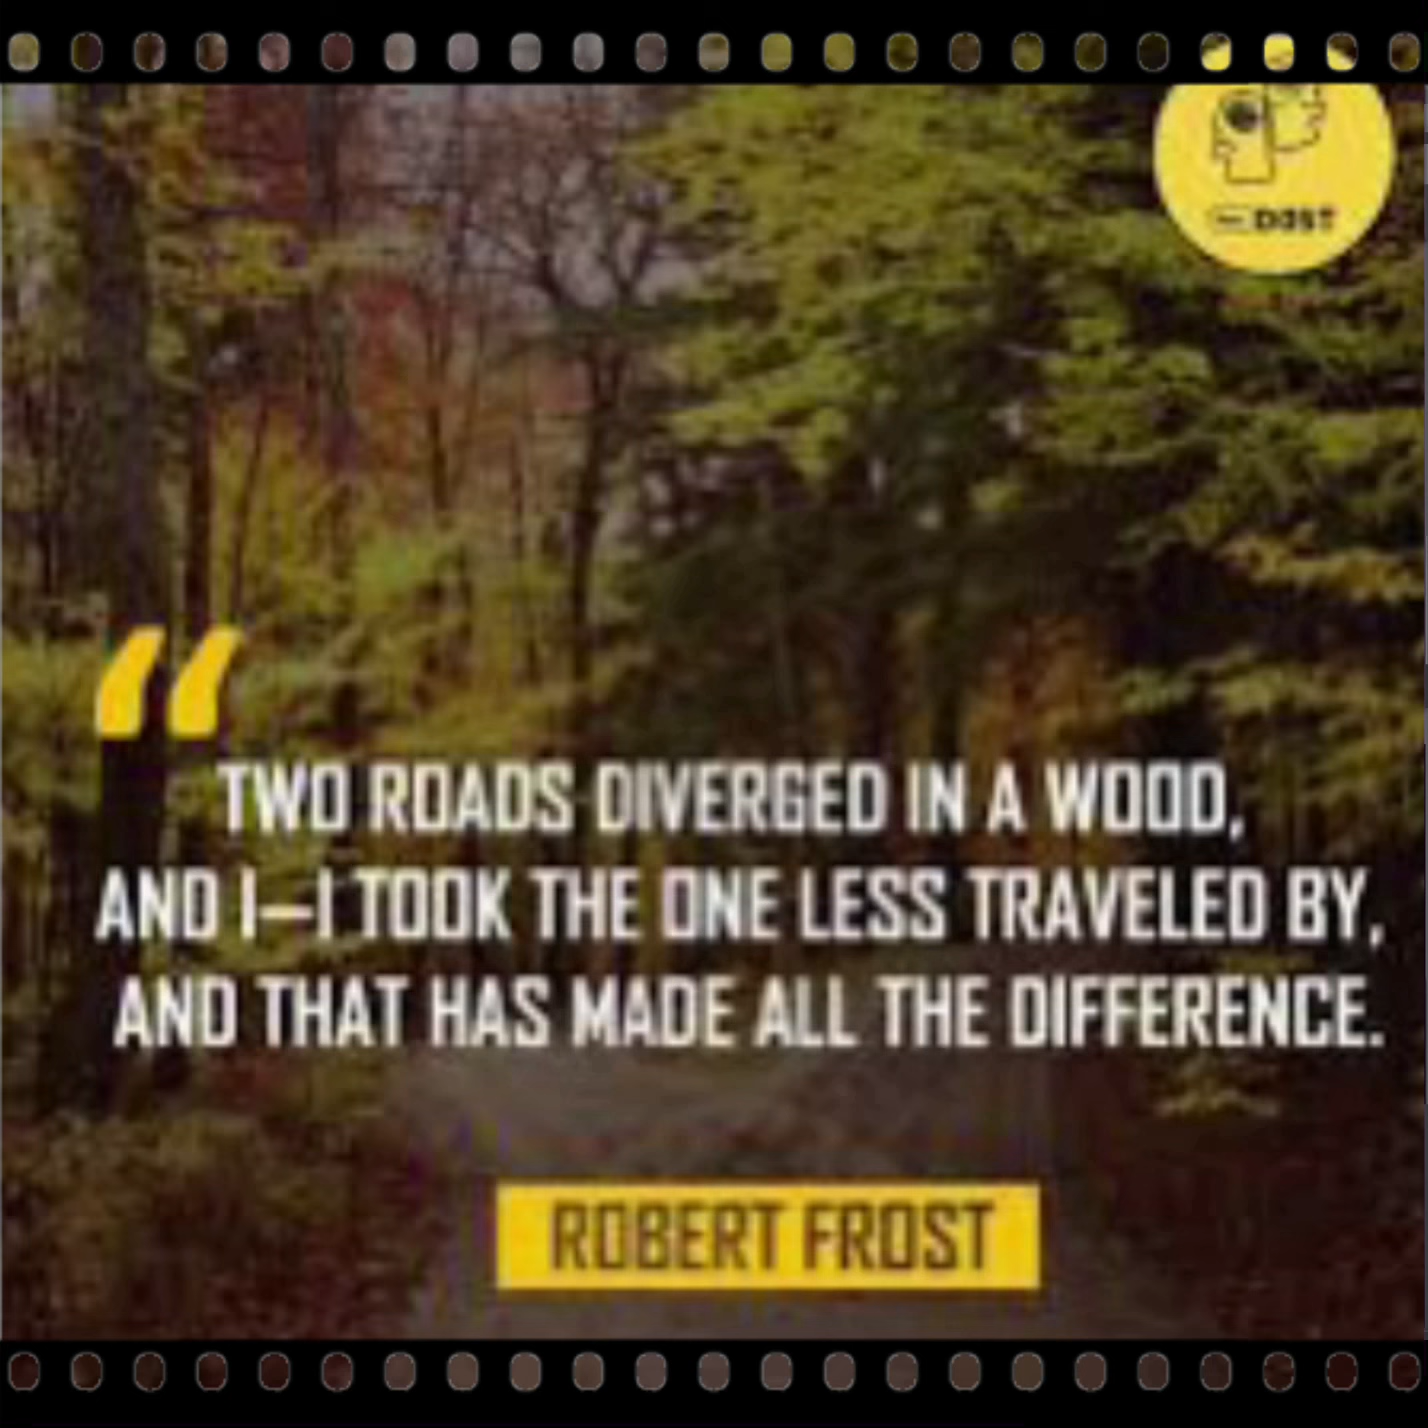 DOST
“
TWO ROADS DIVERGED IN A WOOD,
AND I—I TOOK THE ONE LESS TRAVELED BY,
AND THAT HAS MADE ALL THE DIFFERENCE.
ROBERT FROST